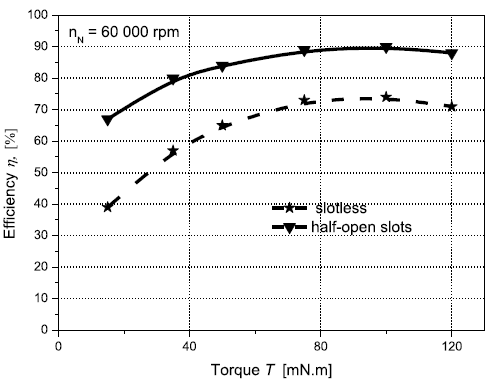 100
90
80
70
60
50
40
30
20
10
0
Efficiency η, [%]
n_N = 60 000 rpm
slotless
half-open slots
0 40 80 120
Torque T [mN.m]